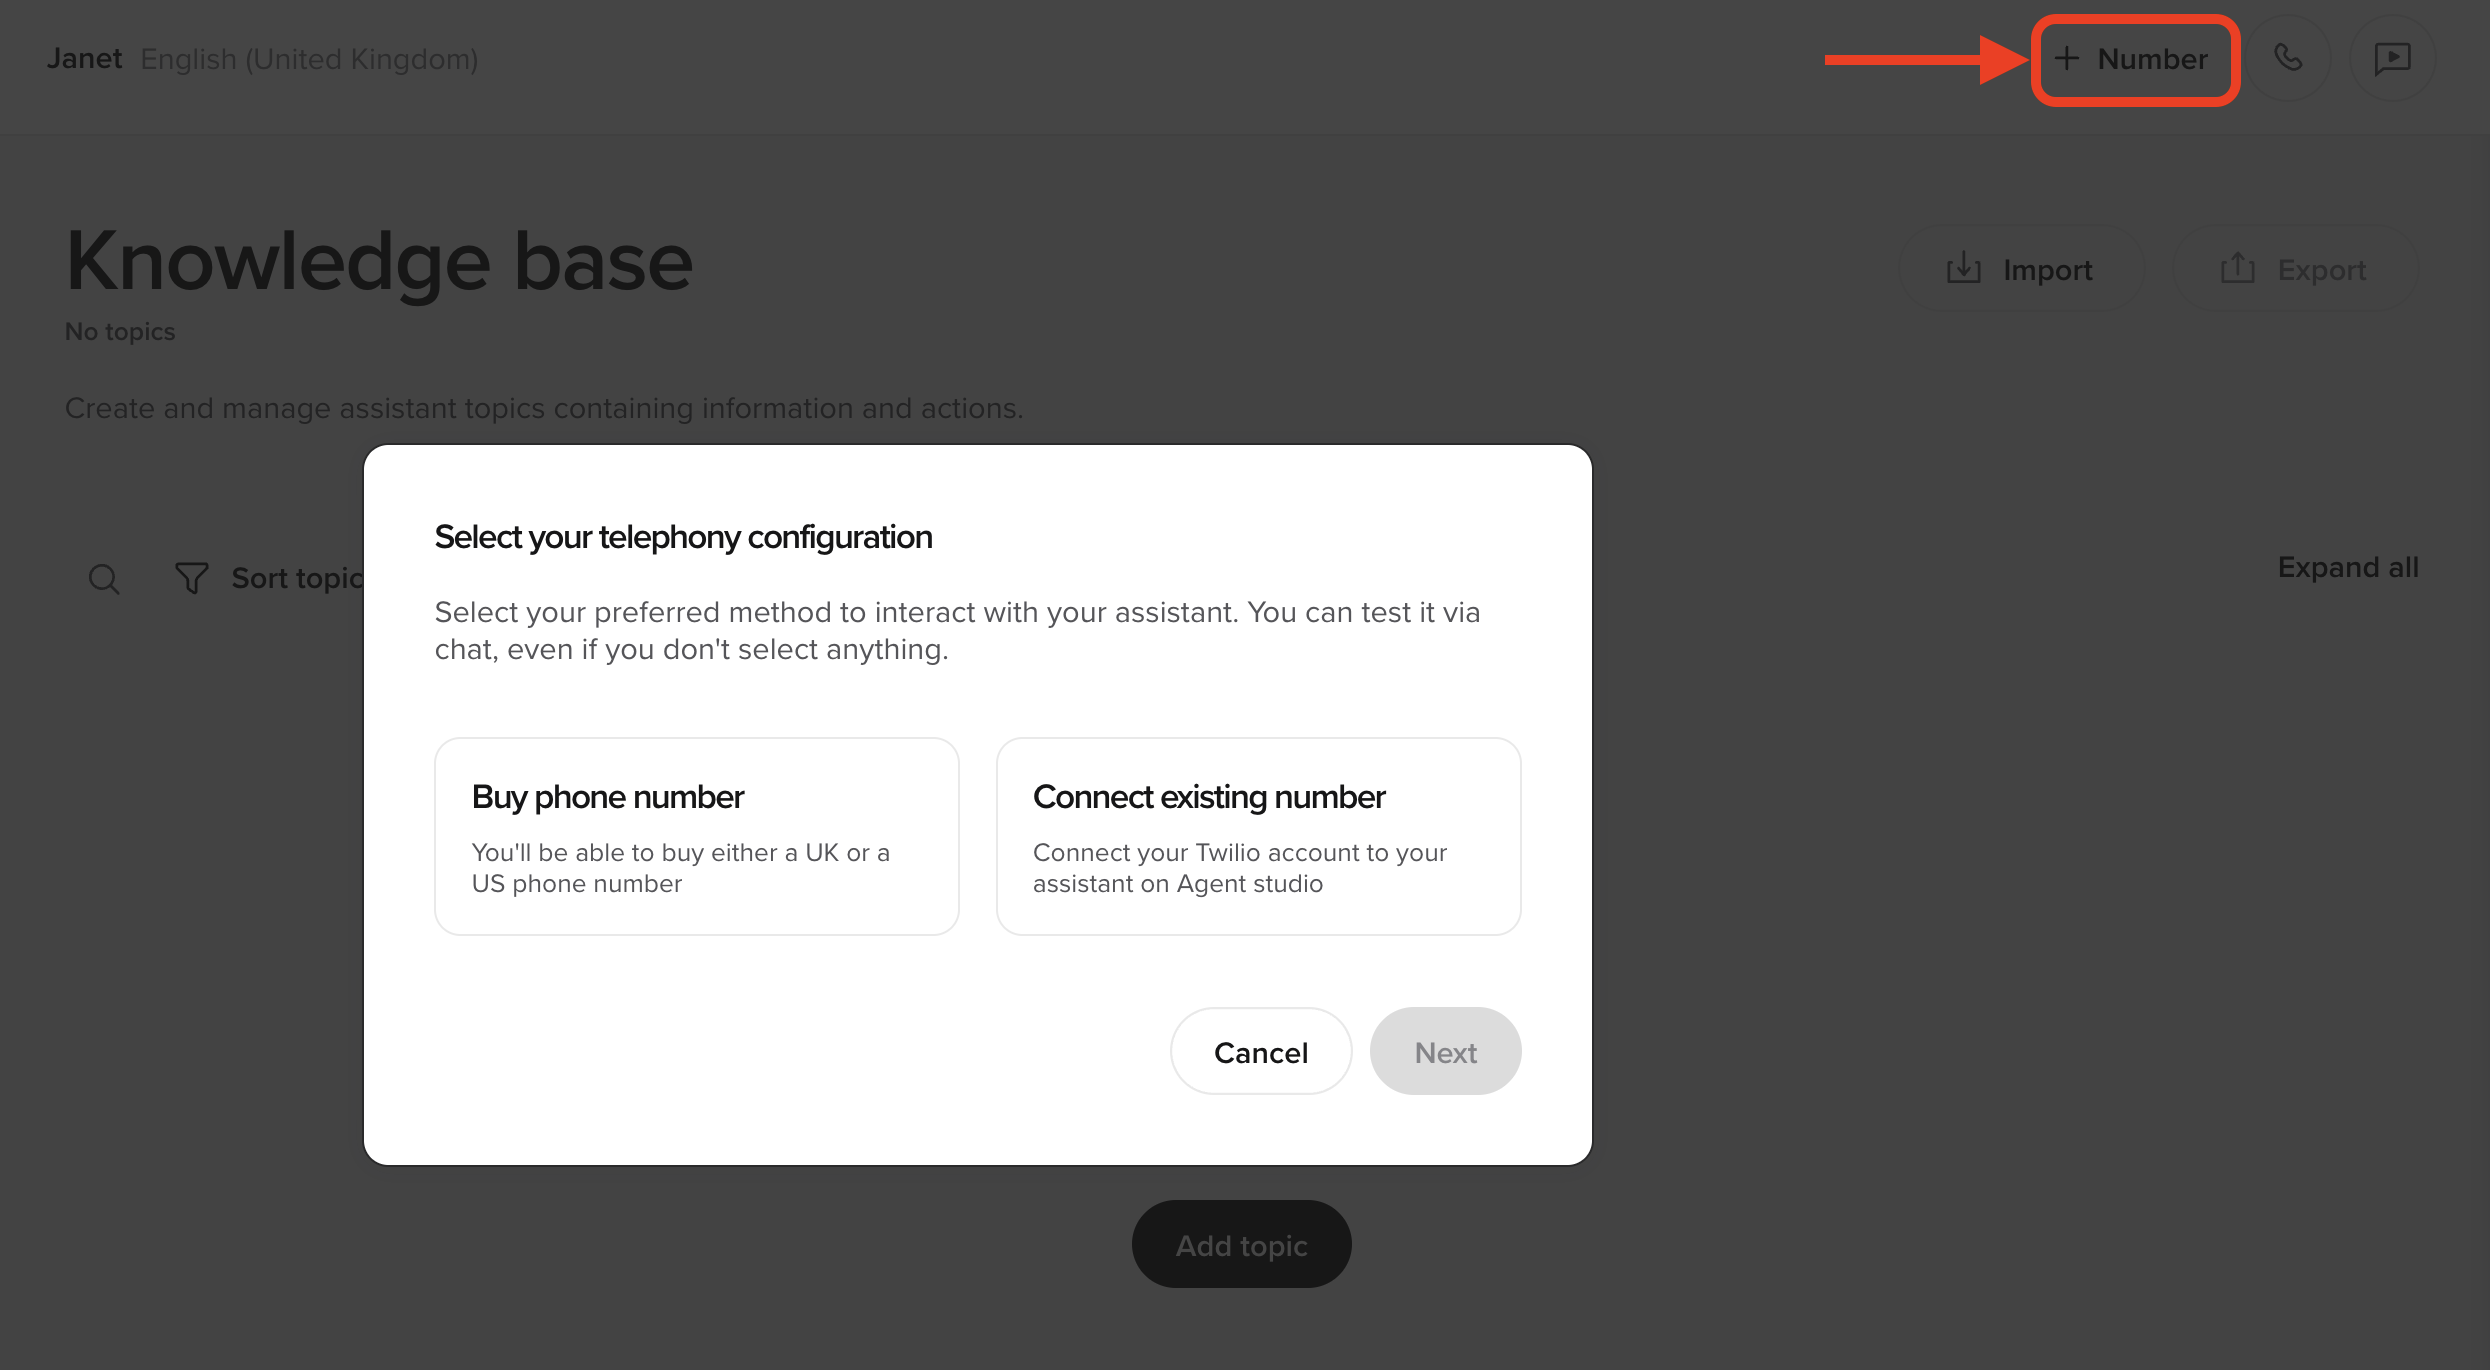 Janet English (United Kingdom)
+ Number
Knowledge base
Import
Export
No topics
Create and manage assistant topics containing information and actions.
Sort topic
Expand all
Select your telephony configuration
Select your preferred method to interact with your assistant. You can test it via
chat, even if you don't select anything.
Buy phone number
You'll be able to buy either a UK or a
US phone number
Connect existing number
Connect your Twilio account to your
assistant on Agent studio
Cancel
Next
Add topic